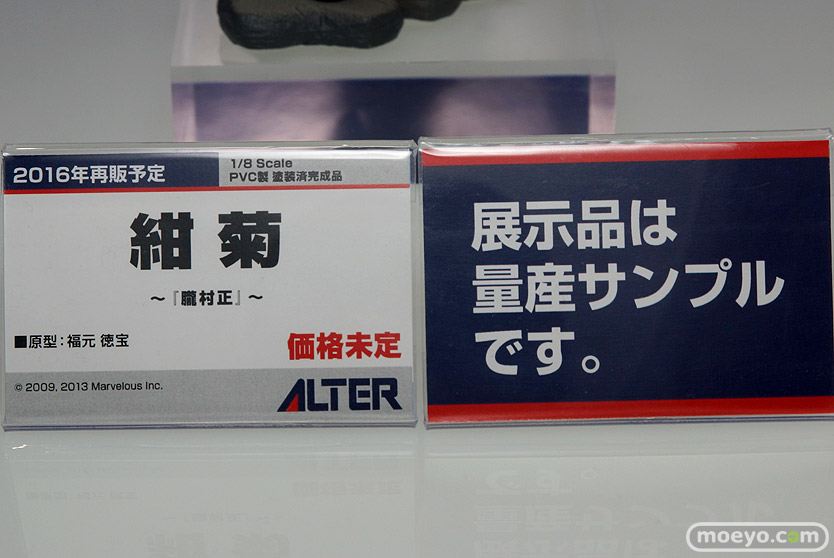 2016年再販予定
1/8 Scale
PVC製 塗装済完成品
紺菊
～『朧村正』～
■原型：福元 徳宝
価格未定
© 2009, 2013 Marvelous Inc.
ALTER
展示品は
量産サンプル
です。
moeyo.com